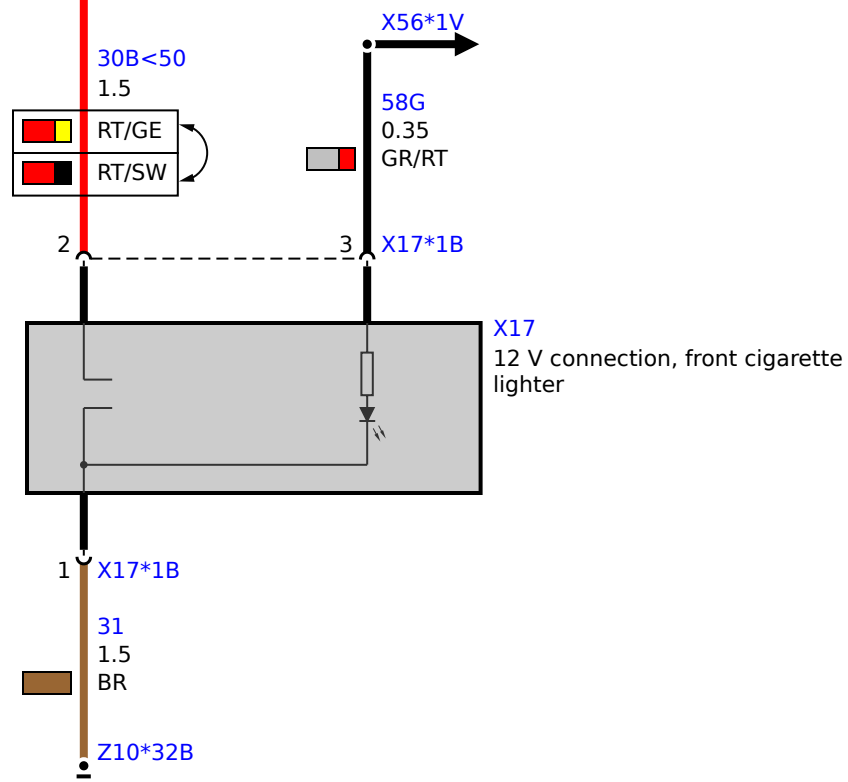 X56*1V
30B<50
1.5
RT/GE
RT/SW
58G
0.35
GR/RT
2
3
X17*1B
X17
12 V connection, front cigarette
lighter
1
X17*1B
31
1.5
BR
Z10*32B